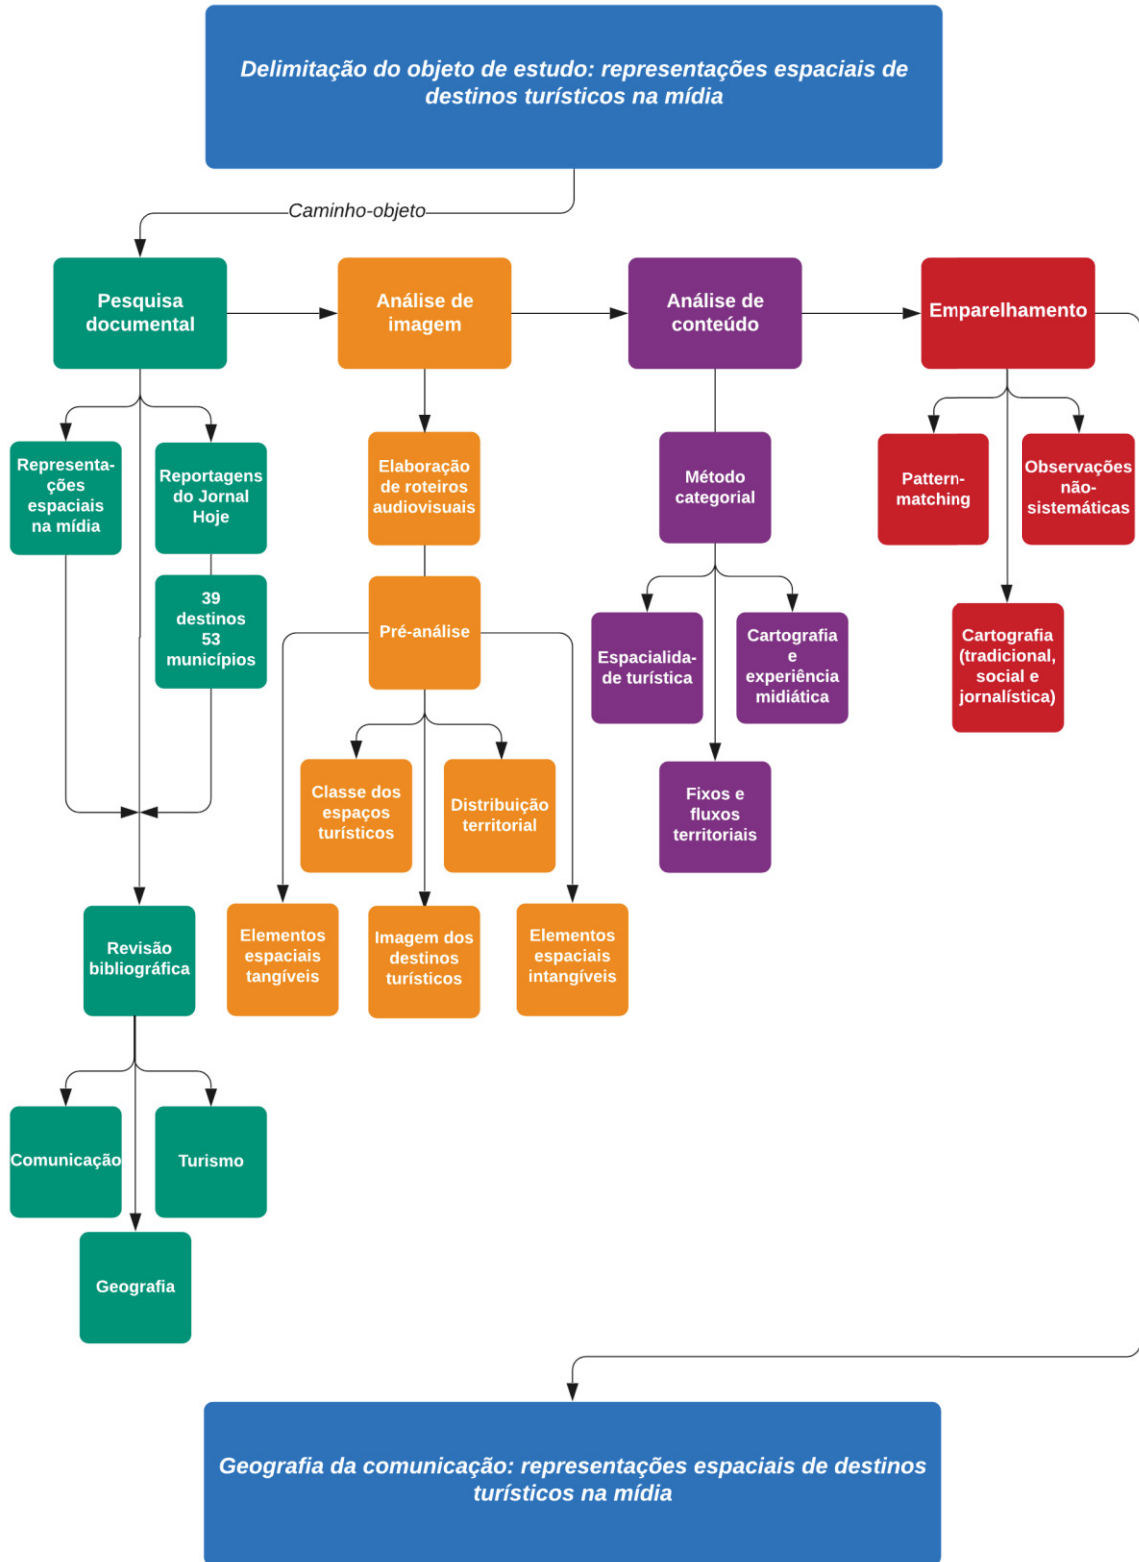 Delimitação do objeto de estudo: representações espaciais de
destinos turísticos na mídia
Caminho-objeto
Pesquisa
documental
Análise de
imagem
Análise de
conteúdo
Emparelhamento
Representa-
ções
espaciais
na mídia
Reportagens
do Jornal
Hoje
39
destinos
53
municípios
Elaboração
de roteiros
audiovisuais
Pré-análise
Método
categorial
Pattern-
matching
Observações
não-
sistemáticas
Espacialida-
de turística
Cartografia
e
experiência
midiática
Cartografia
(tradicional,
social e
jornalística)
Classe dos
espaços
turísticos
Distribuição
territorial
Fixos e
fluxos
territoriais
Revisão
bibliográfica
Elementos
espaciais
tangíveis
Imagem dos
destinos
turísticos
Elementos
espaciais
intangíveis
Comunicação
Turismo
Geografia
Geografia da comunicação: representações espaciais de destinos
turísticos na mídia